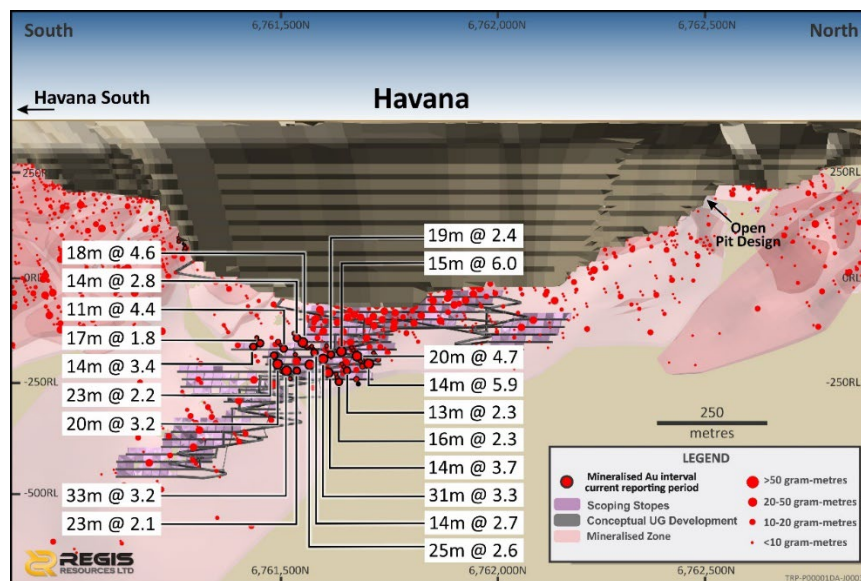 South
6,761,500N
6,762,000N
6,762,500N
North
Havana South
Havana
250RL
250RL
Open
Pit Design
0RL
0RL
-250RL
-250RL
-500RL
18m @ 4.6
14m @ 2.8
11m @ 4.4
17m @ 1.8
14m @ 3.4
23m @ 2.2
20m @ 3.2
33m @ 3.2
23m @ 2.1
19m @ 2.4
15m @ 6.0
20m @ 4.7
14m @ 5.9
13m @ 2.3
16m @ 2.3
14m @ 3.7
31m @ 3.3
14m @ 2.7
25m @ 2.6
250
metres
LEGEND
Mineralised Au interval
current reporting period
Scoping Stopes
Conceptual UG Development
Mineralised Zone
>50 gram-metres
20-50 gram-metres
10-20 gram-metres
<10 gram-metres
REGIS
RESOURCES LTD
6,761,500N
6,762,000N
6,762,500N